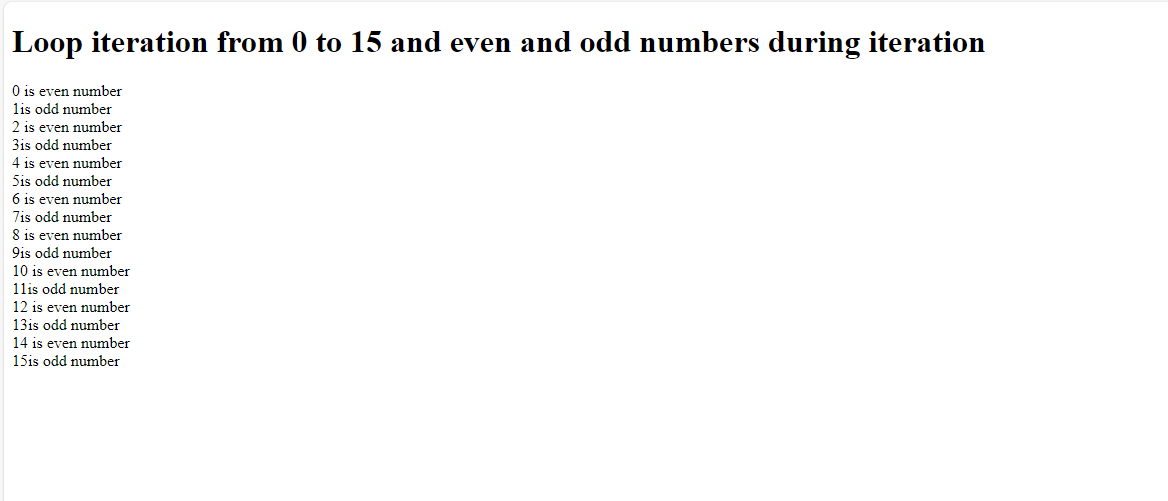 Loop iteration from 0 to 15 and even and odd numbers during iteration
0 is even number
1is odd number
2 is even number
3is odd number
4 is even number
5is odd number
6 is even number
7is odd number
8 is even number
9is odd number
10 is even number
11is odd number
12 is even number
13is odd number
14 is even number
15is odd number